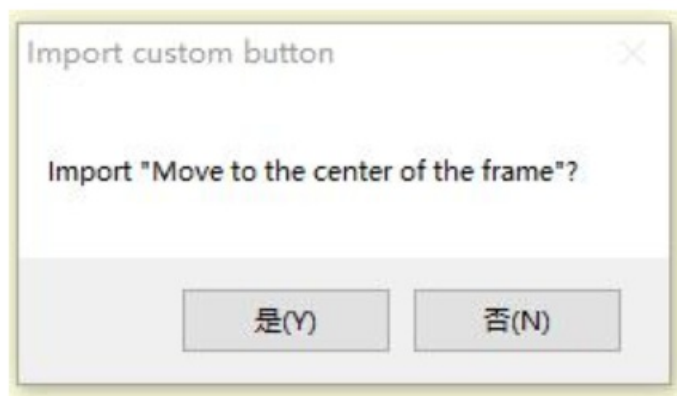 Import custom button
Import "Move to the center of the frame"?
是(Y)
否(N)